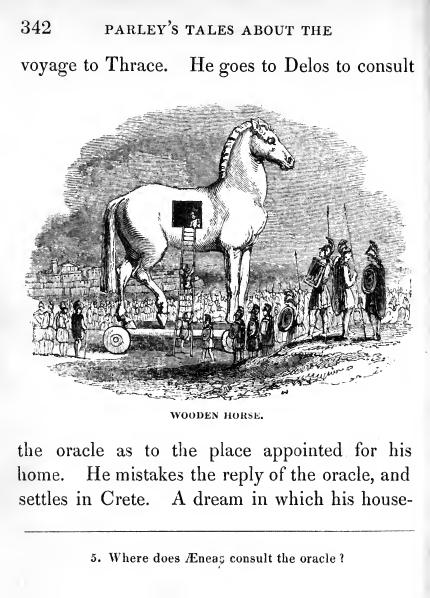 342 PARLEY'S TALES ABOUT THE
voyage to Thrace. He goes to Delos to consult
WOODEN HORSE.
the oracle as to the place appointed for his
home. He mistakes the reply of the oracle, and
settles in Crete. A dream in which his house-
5. Where does Æneas consult the oracle ?